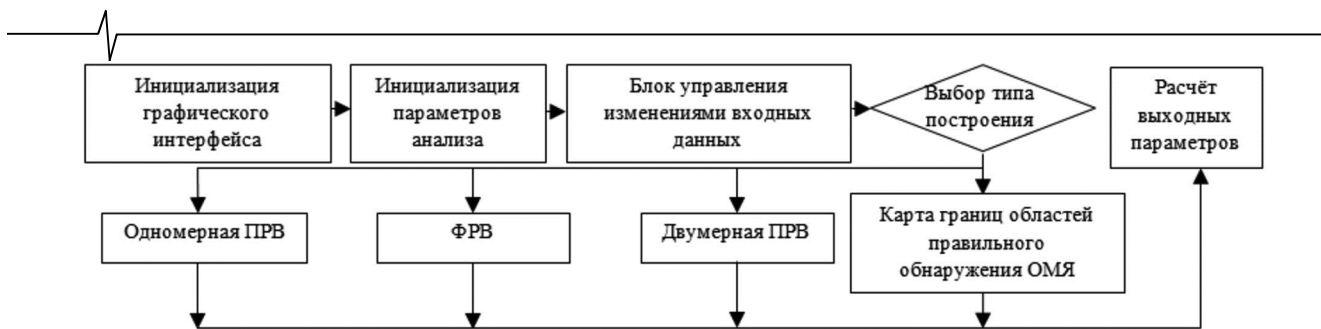 Инициализация
графического
интерфейса
Инициализация
параметров
анализа
Блок управления
изменениями входных
данных
Выбор типа
построения
Расчёт
выходных
параметров
Одномерная ПРВ
ФРВ
Двумерная ПРВ
Карта границ областей
правильного
обнаружения ОМЯ